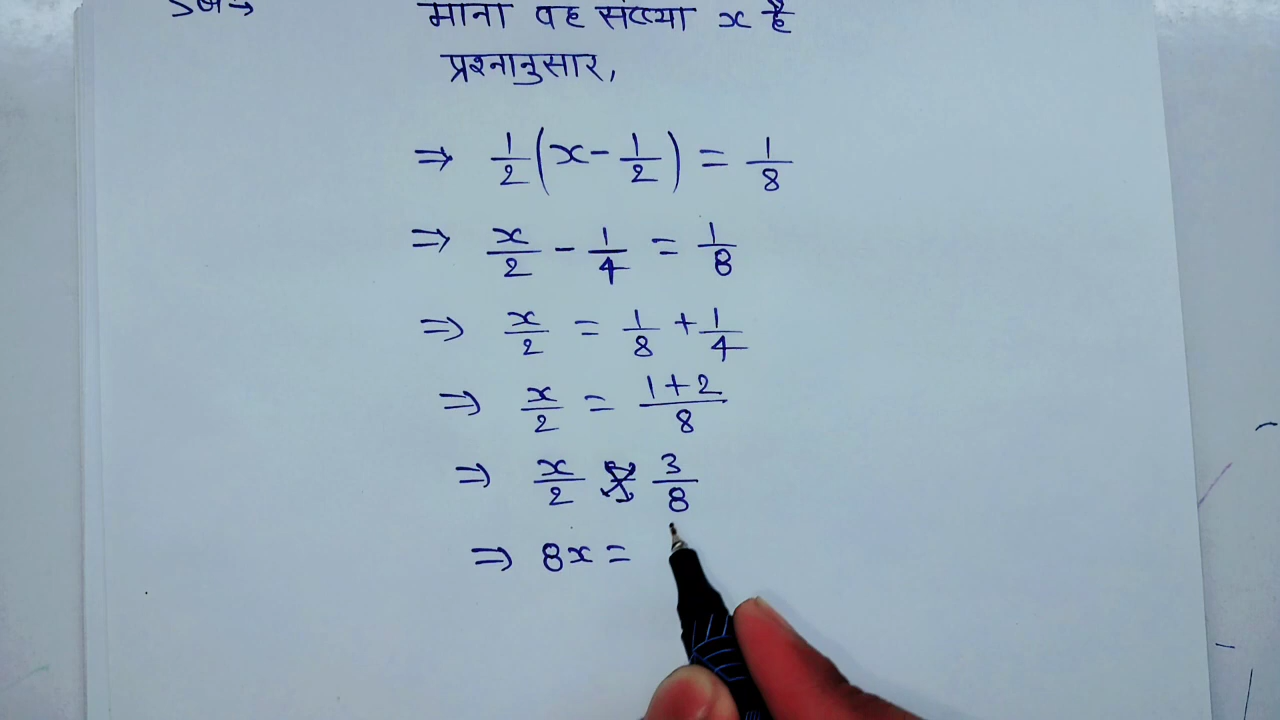 माना वह संख्या x है
प्रश्नानुसार,
⇒ 1/2 (x - 1/2) = 1/8
⇒ x/2 - 1/4 = 1/8
⇒ x/2 = 1/8 + 1/4
⇒ x/2 = (1+2)/8
⇒ x/2 = 3/8
⇒ 8x =